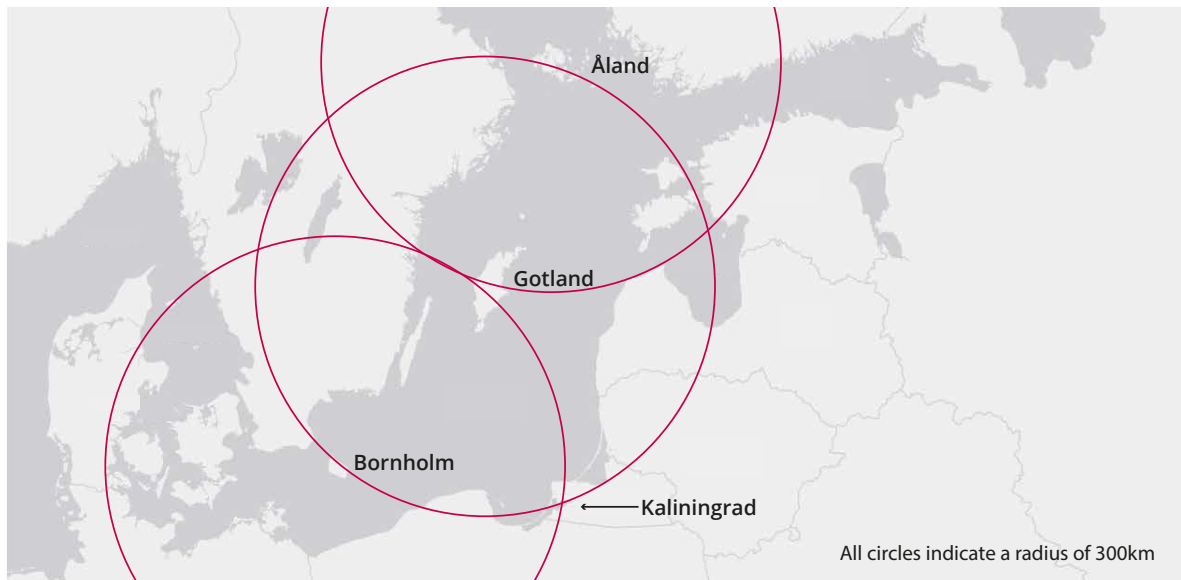 Åland
Gotland
Bornholm
Kaliningrad
All circles indicate a radius of 300km